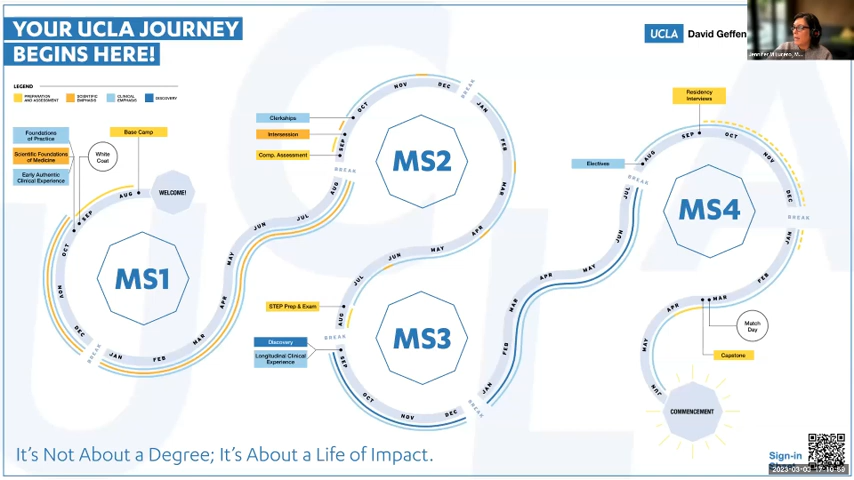 YOUR UCLA JOURNEY
BEGINS HERE!
UCLA David Geffen
LEGEND
PREPARATION
AND ASSESSMENT
SCIENTIFIC
EMPHASIS
CLINICAL
EMPHASIS
DISCOVERY
Foundations
of Practice
Scientific Foundations
of Medicine
Early Authentic
Clinical Experience
White
Coat
Base Camp
WELCOME!
AUG
SEP
OCT
NOV
DEC
BREAK
JAN
FEB
MAR
APR
MAY
JUN
JUL
AUG
MS1
BREAK
Clerkships
Intersession
Comp. Assessment
SEP
OCT
NOV
DEC
BREAK
JAN
FEB
MAR
APR
MAY
JUN
JUL
AUG
MS2
BREAK
STEP Prep & Exam
Discovery
Longitudinal Clinical
Experience
SEP
OCT
NOV
DEC
BREAK
JAN
FEB
MAR
APR
MAY
JUN
JUL
MS3
BREAK
Electives
Residency
Interviews
AUG
SEP
OCT
NOV
DEC
BREAK
JAN
FEB
MAR
APR
MAY
JUN
MS4
Match
Day
Capstone
COMMENCEMENT
It's Not About a Degree; It's About a Life of Impact.
Sign-in